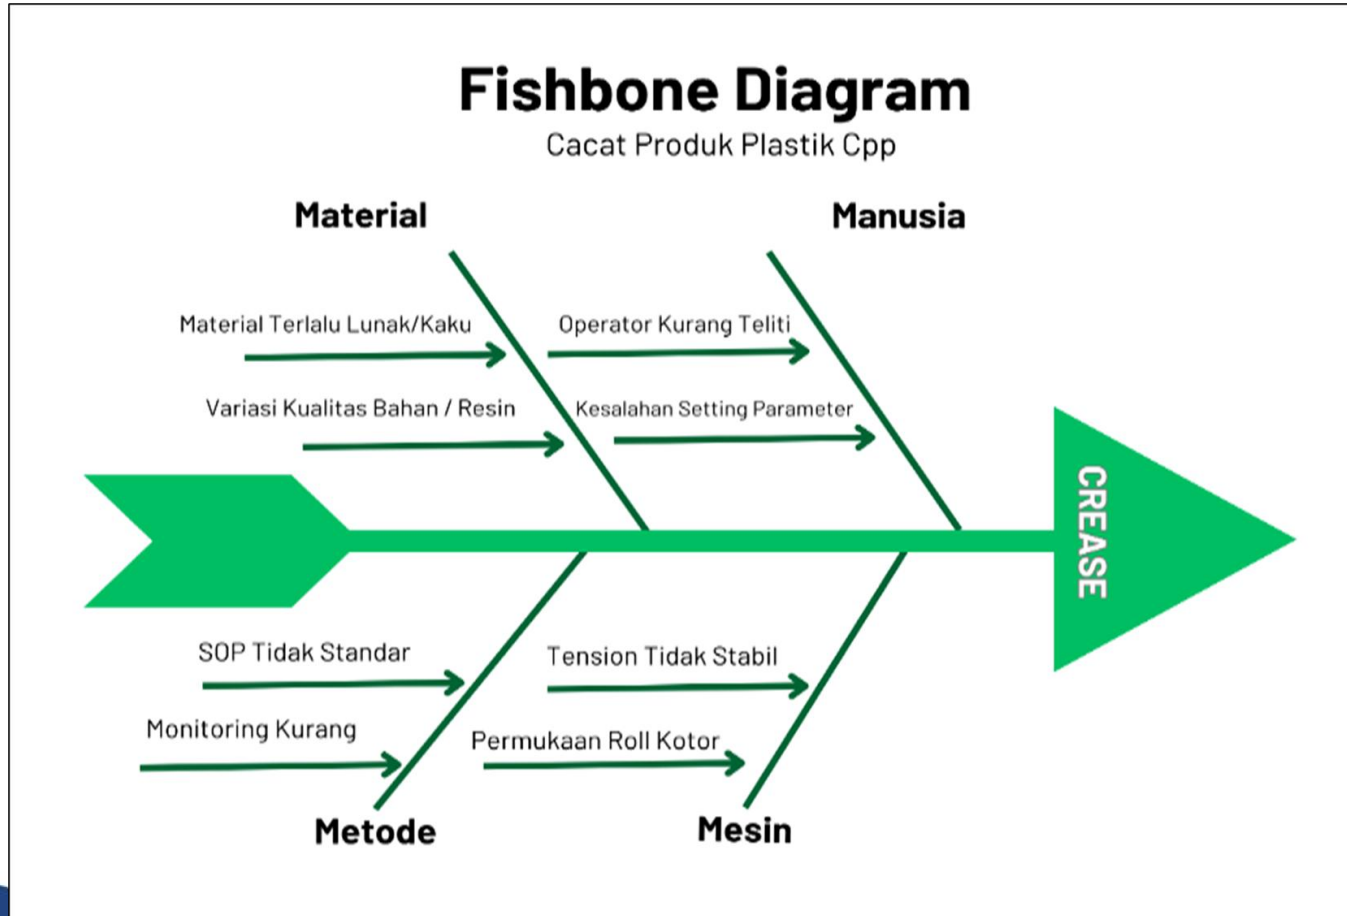 Fishbone Diagram
Cacat Produk Plastik Cpp
Material
Manusia
Material Terlalu Lunak/Kaku
Operator Kurang Teliti
Variasi Kualitas Bahan / Resin
Kesalahan Setting Parameter
CREASE
SOP Tidak Standar
Tension Tidak Stabil
Monitoring Kurang
Permukaan Roll Kotor
Metode
Mesin